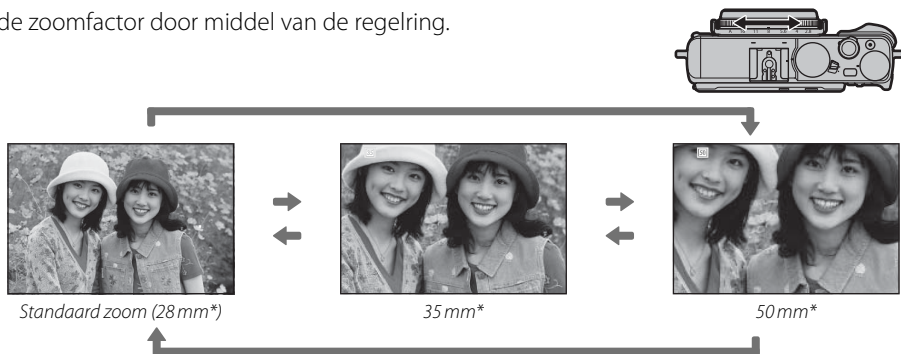 de zoomfactor door middel van de regelring.
Standaard zoom (28 mm*)
35 mm*
50 mm*